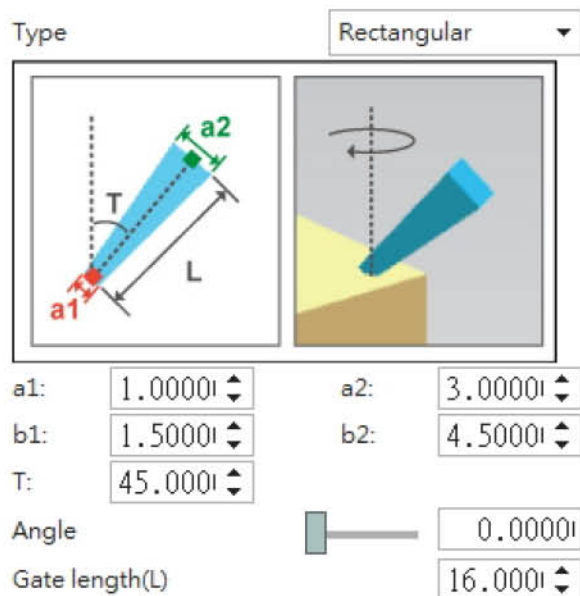 Type Rectangular
a2
T
L
a1
a1: 1.0000 a2: 3.0000
b1: 1.5000 b2: 4.5000
T: 45.000
Angle 0.0000
Gate length(L) 16.000